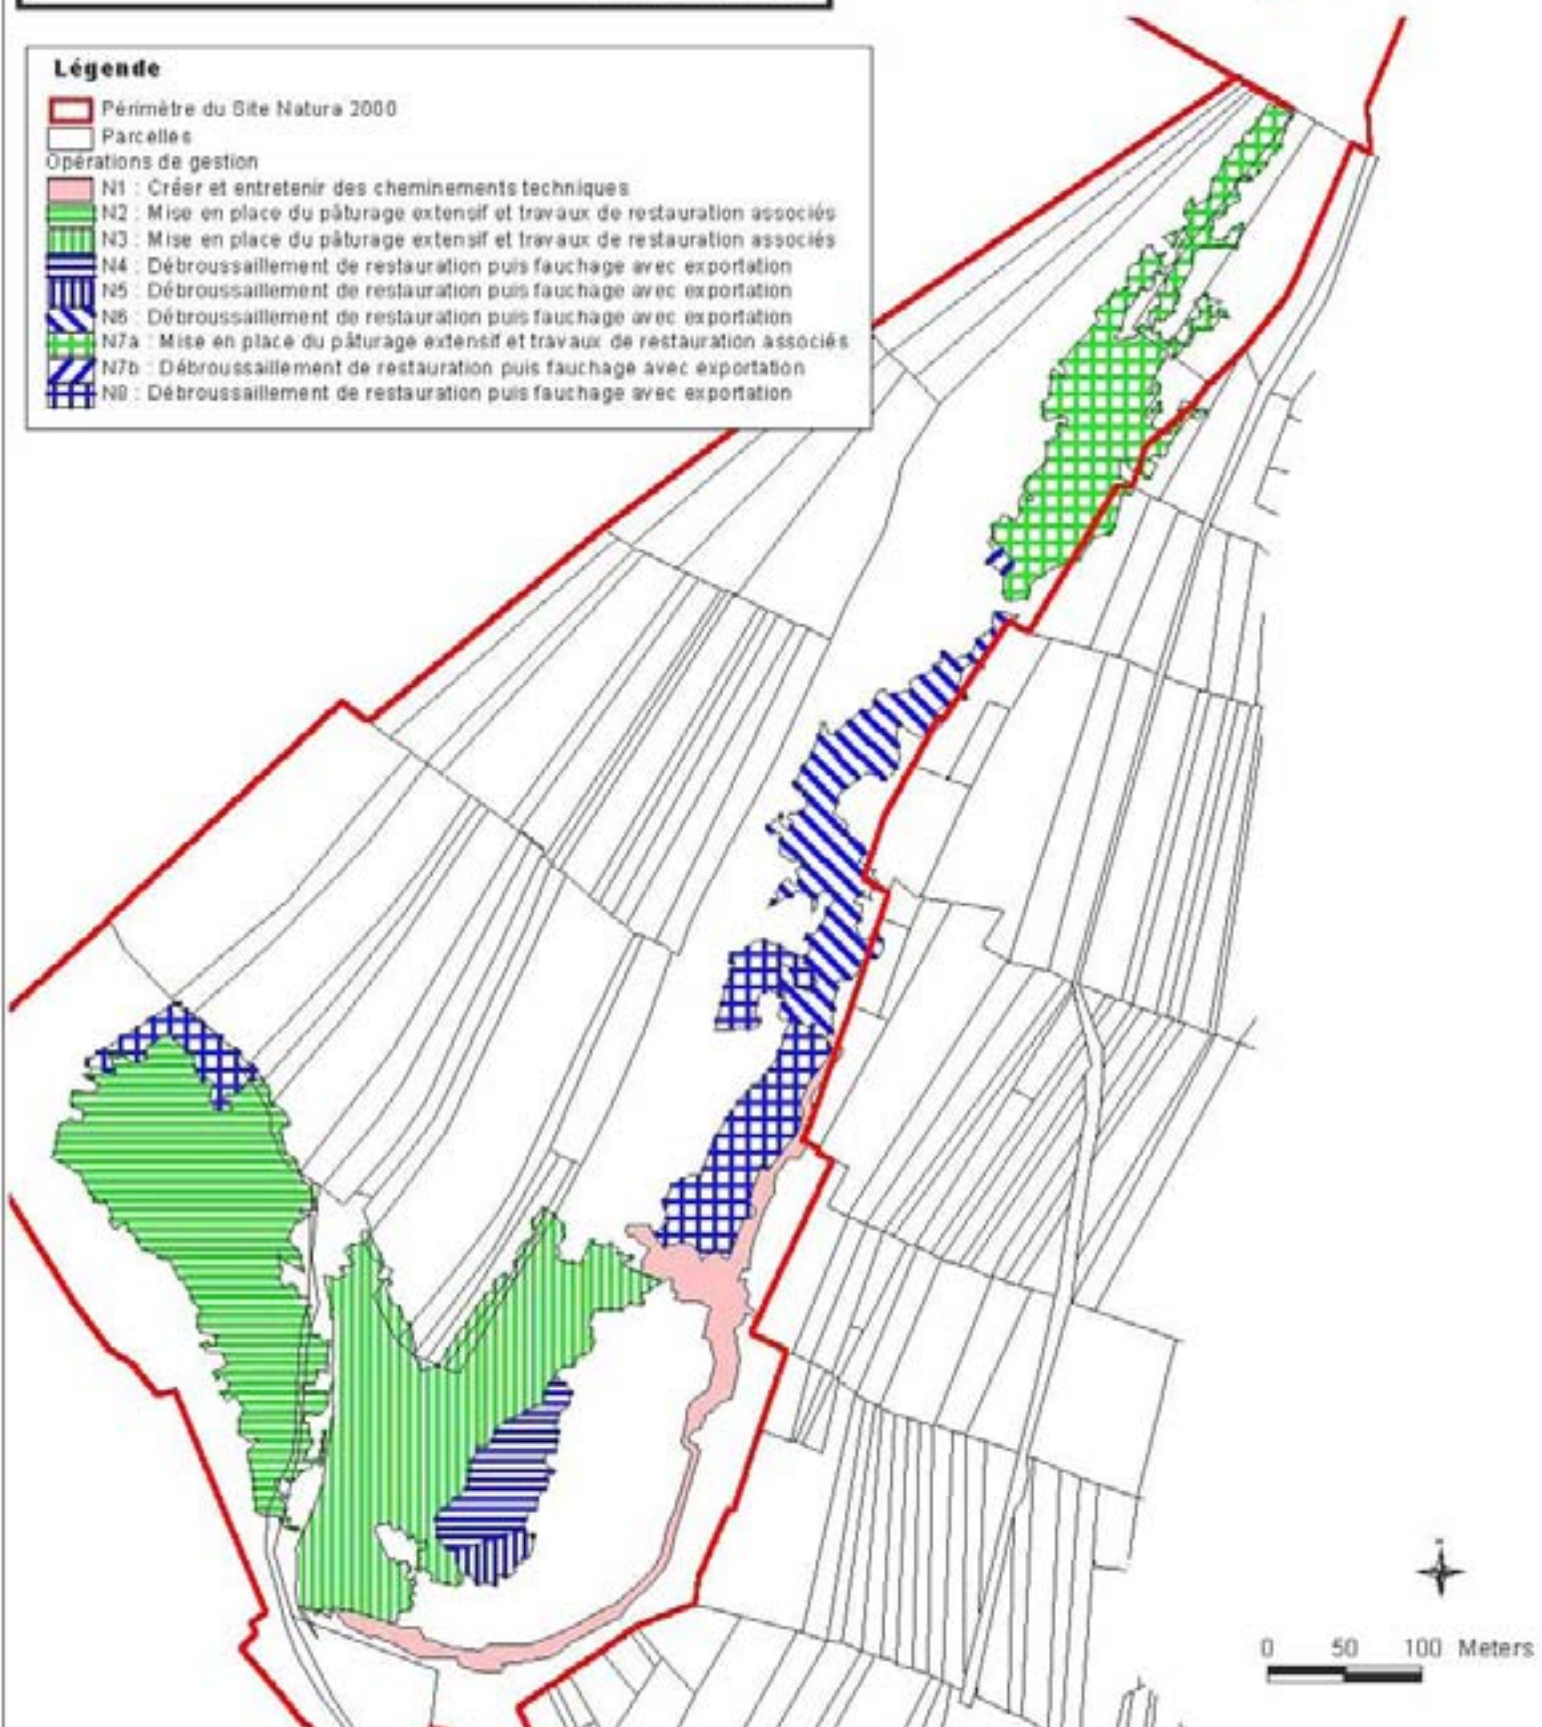 Légende
Périmètre du Site Natura 2000
Parcelles
Opérations de gestion
N1 : Créer et entretenir des cheminements techniques
N2 : Mise en place du pâturage extensif et travaux de restauration associés
N3 : Mise en place du pâturage extensif et travaux de restauration associés
N4 : Débroussaillement de restauration puis fauchage avec exportation
N5 : Débroussaillement de restauration puis fauchage avec exportation
N6 : Débroussaillement de restauration puis fauchage avec exportation
N7a : Mise en place du pâturage extensif et travaux de restauration associés
N7b : Débroussaillement de restauration puis fauchage avec exportation
N8 : Débroussaillement de restauration puis fauchage avec exportation
0 50 100 Meters